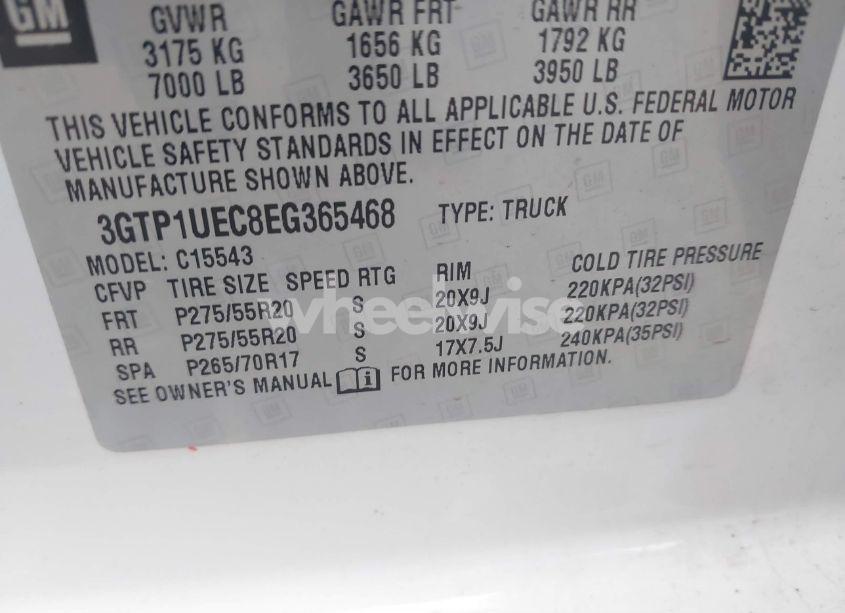 GM
GVWR GAWR FRT GAWR RR
3175 KG 1656 KG 1792 KG
7000 LB 3650 LB 3950 LB
THIS VEHICLE CONFORMS TO ALL APPLICABLE U.S. FEDERAL MOTOR
VEHICLE SAFETY STANDARDS IN EFFECT ON THE DATE OF
MANUFACTURE SHOWN ABOVE.
3GTP1UEC8EG365468 TYPE: TRUCK
MODEL: C15543
CFVP TIRE SIZE SPEED RTG RIM COLD TIRE PRESSURE
FRT P275/55R20 S 20X9J 220KPA(32PSI)
RR P275/55R20 S 20X9J 220KPA(32PSI)
SPA P265/70R17 S 17X7.5J 240KPA(35PSI)
SEE OWNER'S MANUAL i FOR MORE INFORMATION.
wheelwise